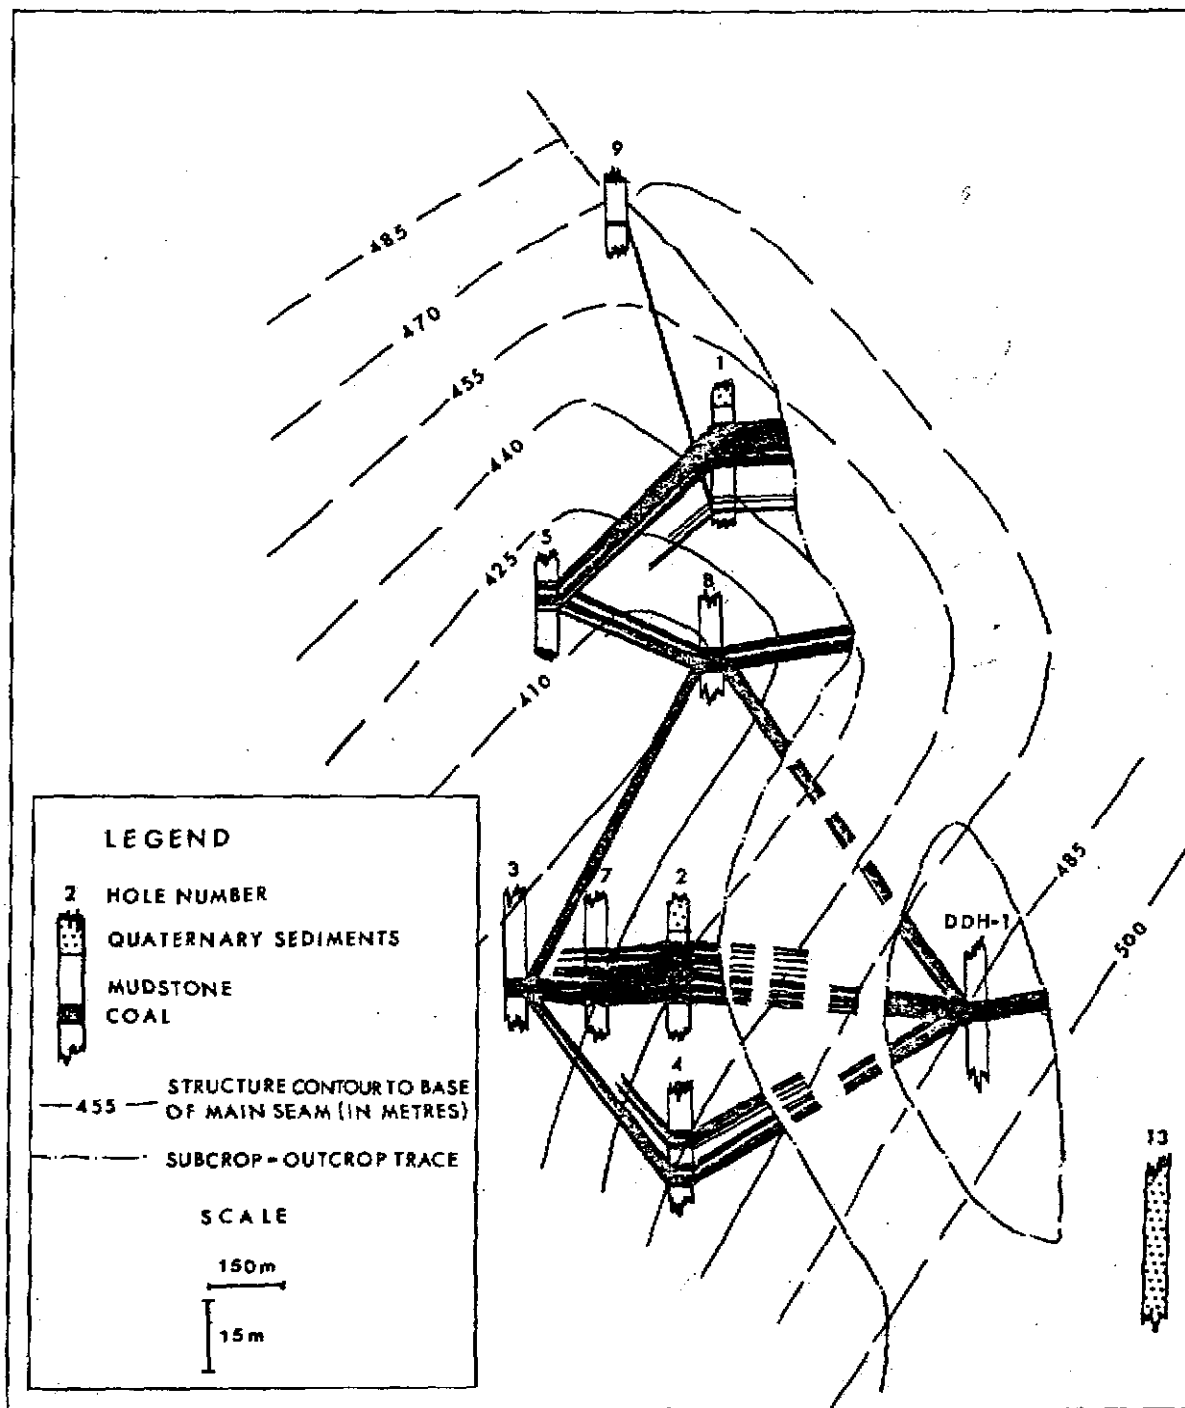 9
485
470
1
455
440
5
425
8
410
LEGEND
2 HOLE NUMBER
QUATERNARY SEDIMENTS
MUDSTONE
COAL
—455— STRUCTURE CONTOUR TO BASE
OF MAIN SEAM (IN METRES)
SUBCROP-OUTCROP TRACE
SCALE
150m
15m
3
7
2
485
DDH-1
500
4
13